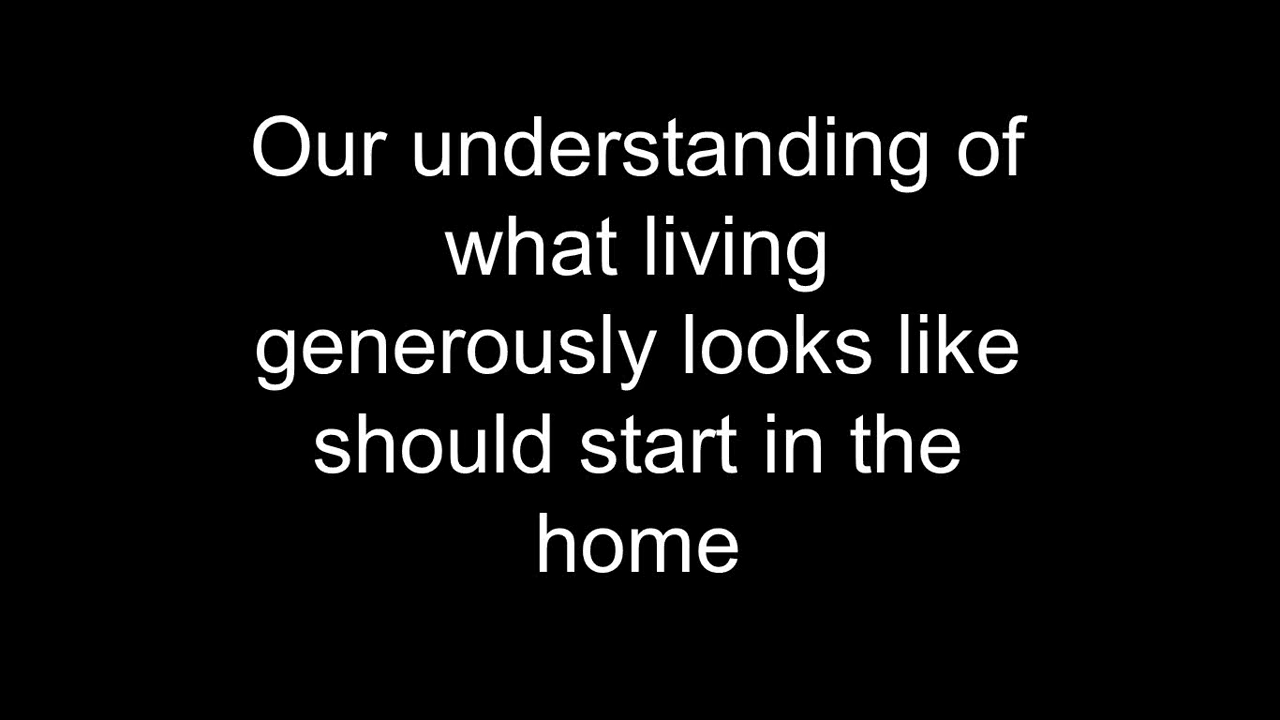 Our understanding of
what living
generously looks like
should start in the
home